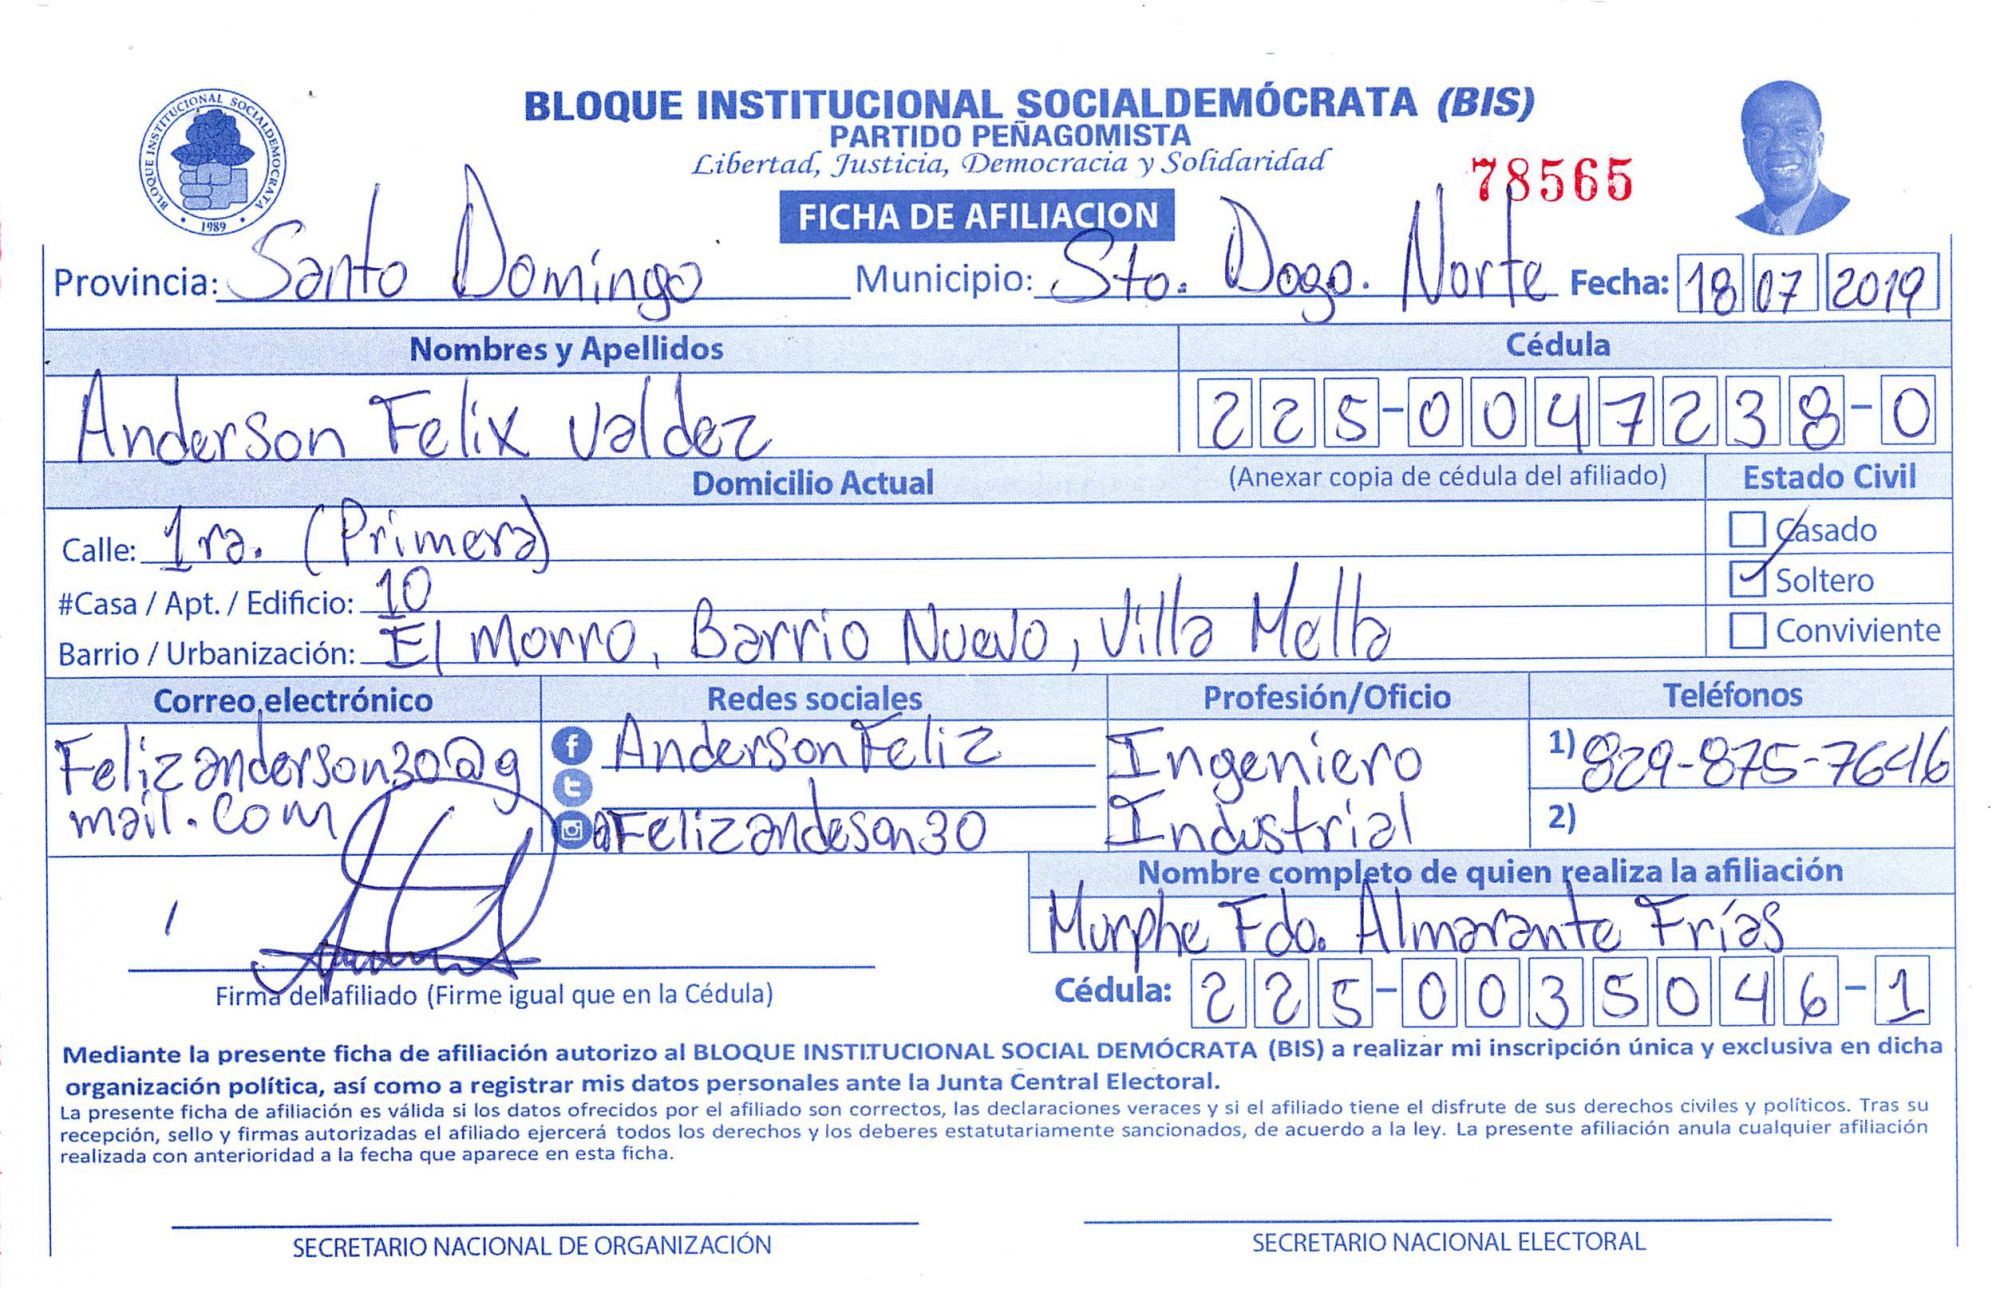 BLOQUE INSTITUCIONAL SOCIALDEMOCRATA
1989
BLOQUE INSTITUCIONAL SOCIALDEMÓCRATA (BIS)
PARTIDO PEÑAGOMISTA
Libertad, Justicia, Democracia y Solidaridad
78565
FICHA DE AFILIACION
Provincia: Santo Domingo Municipio: Sto. Dogo. Norte Fecha: 18 07 2019
Nombres y Apellidos Cédula
Anderson Felix Valdez 225-0047238-0
Domicilio Actual (Anexar copia de cédula del afiliado) Estado Civil
Calle: 1ra. (Primera) Casado
#Casa / Apt. / Edificio: 10 Soltero
Barrio / Urbanización: El Morro, Barrio Nuevo, Villa Mella Conviviente
Correo electrónico Redes sociales Profesión/Oficio Teléfonos
Felizanderson30@g AndersonFeliz Ingeniero 1) 829-875-7646
mail.com @Felizandeson30 Industrial 2)
Nombre completo de quien realiza la afiliación
Murphe Fdo. Almarante Frías
Firma del afiliado (Firme igual que en la Cédula) Cédula: 225-0035046-1
Mediante la presente ficha de afiliación autorizo al BLOQUE INSTITUCIONAL SOCIAL DEMÓCRATA (BIS) a realizar mi inscripción única y exclusiva en dicha
organización política, así como a registrar mis datos personales ante la Junta Central Electoral.
La presente ficha de afiliación es válida si los datos ofrecidos por el afiliado son correctos, las declaraciones veraces y si el afiliado tiene el disfrute de sus derechos civiles y políticos. Tras su
recepción, sello y firmas autorizadas el afiliado ejercerá todos los derechos y los deberes estatutariamente sancionados, de acuerdo a la ley. La presente afiliación anula cualquier afiliación
realizada con anterioridad a la fecha que aparece en esta ficha.
SECRETARIO NACIONAL DE ORGANIZACIÓN SECRETARIO NACIONAL ELECTORAL